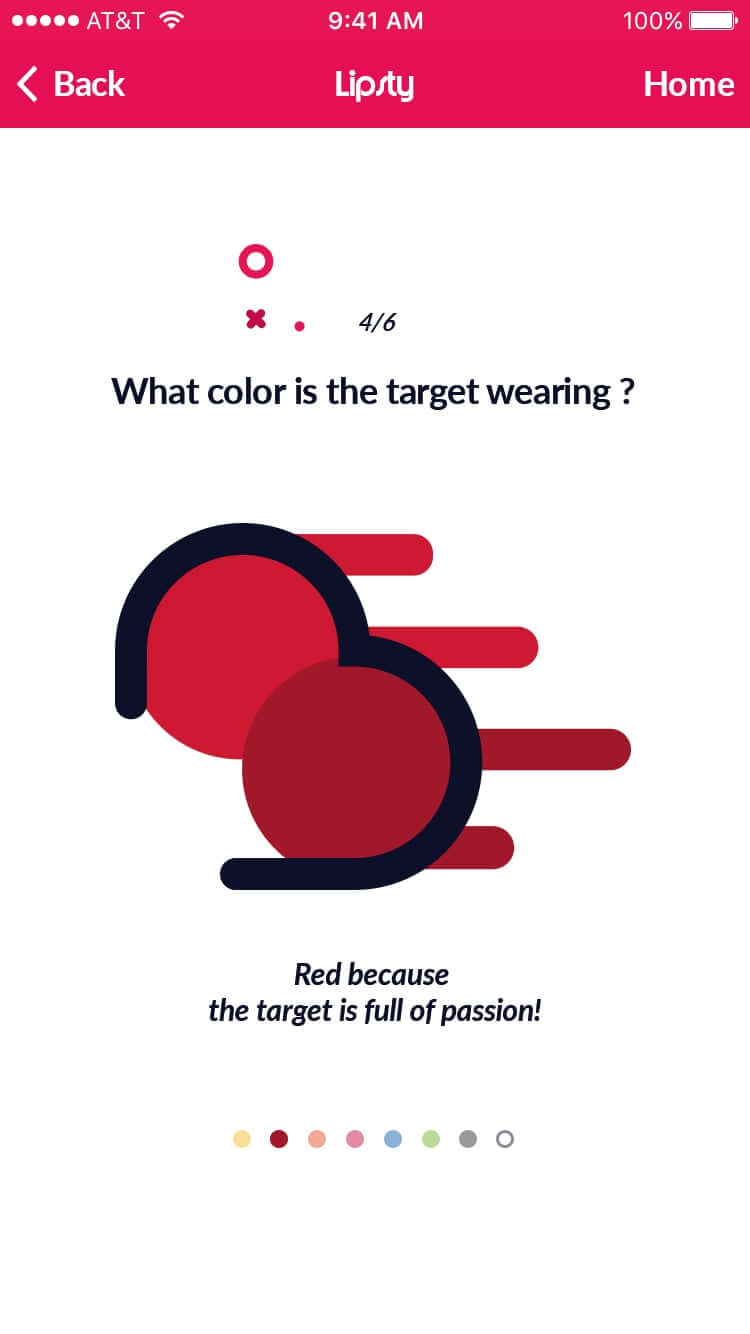 AT&T 9:41 AM 100%
Back Lipsty Home
4/6
What color is the target wearing ?
Red because
the target is full of passion!